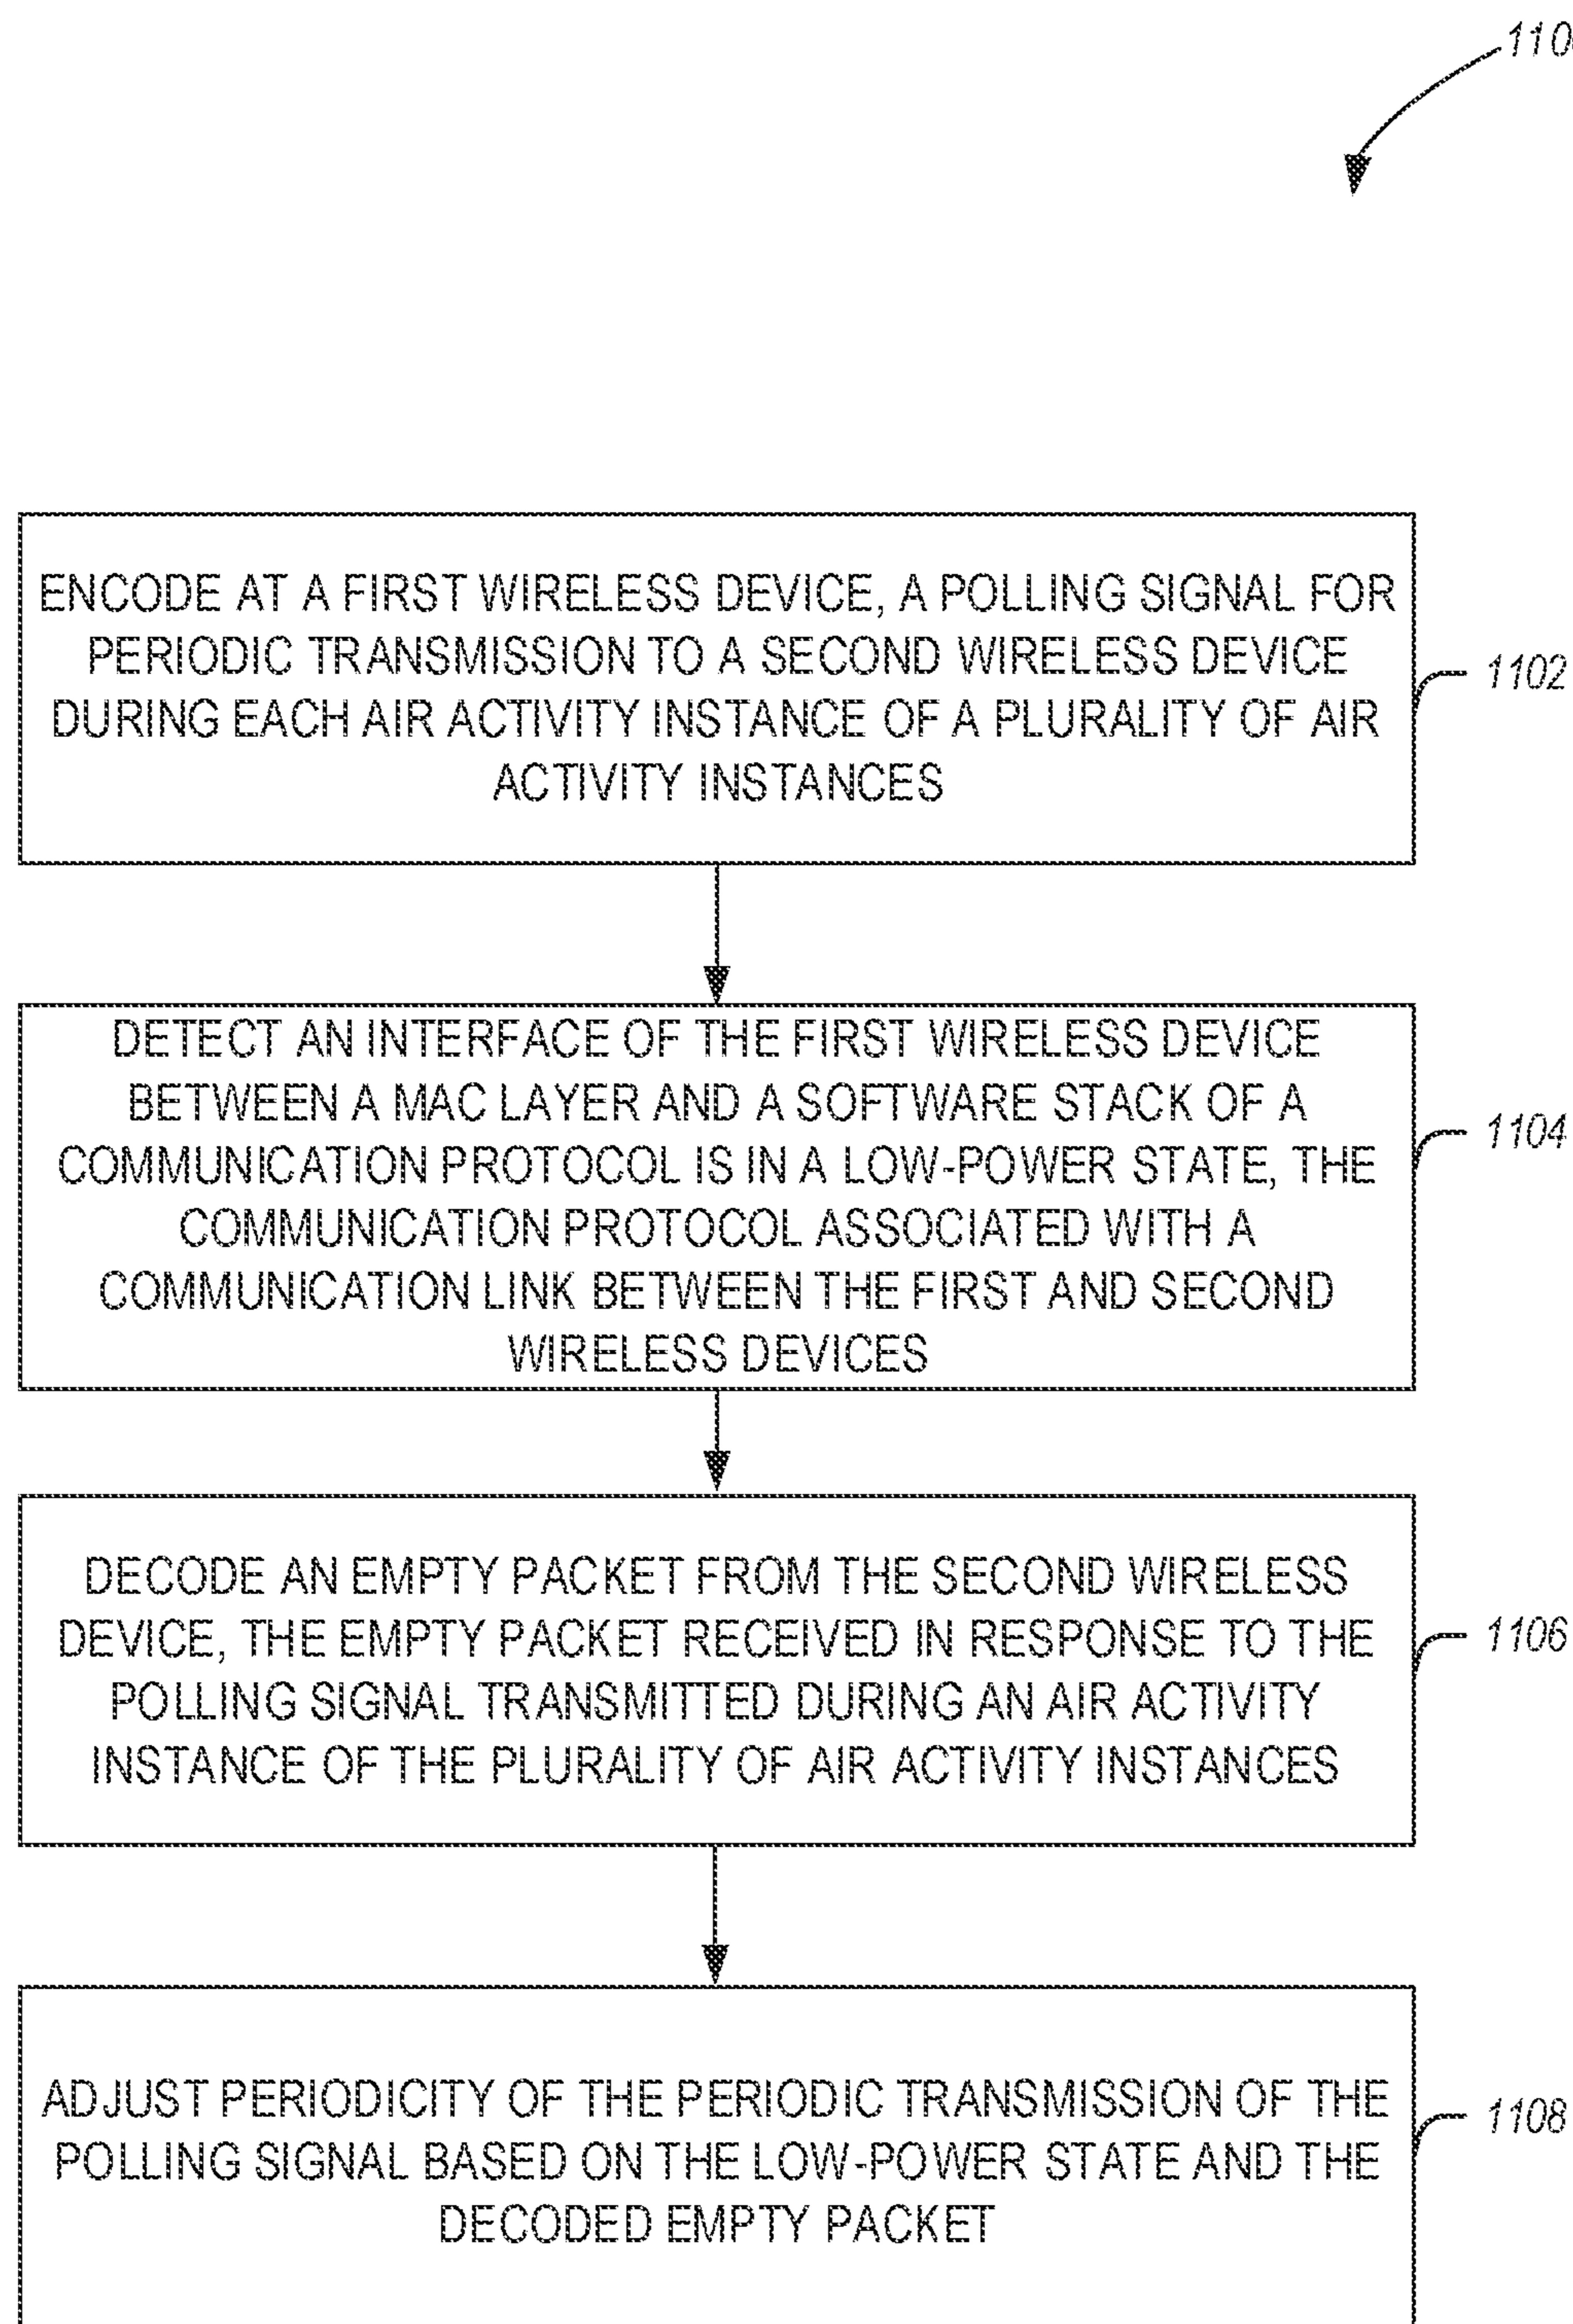 110
ENCODE AT A FIRST WIRELESS DEVICE, A POLLING SIGNAL FOR
PERIODIC TRANSMISSION TO A SECOND WIRELESS DEVICE
DURING EACH AIR ACTIVITY INSTANCE OF A PLURALITY OF AIR
ACTIVITY INSTANCES
1102
DETECT AN INTERFACE OF THE FIRST WIRELESS DEVICE
BETWEEN A MAC LAYER AND A SOFTWARE STACK OF A
COMMUNICATION PROTOCOL IS IN A LOW-POWER STATE, THE
COMMUNICATION PROTOCOL ASSOCIATED WITH A
COMMUNICATION LINK BETWEEN THE FIRST AND SECOND
WIRELESS DEVICES
1104
DECODE AN EMPTY PACKET FROM THE SECOND WIRELESS
DEVICE, THE EMPTY PACKET RECEIVED IN RESPONSE TO THE
POLLING SIGNAL TRANSMITTED DURING AN AIR ACTIVITY
INSTANCE OF THE PLURALITY OF AIR ACTIVITY INSTANCES
1106
ADJUST PERIODICITY OF THE PERIODIC TRANSMISSION OF THE
POLLING SIGNAL BASED ON THE LOW-POWER STATE AND THE
DECODED EMPTY PACKET
1108